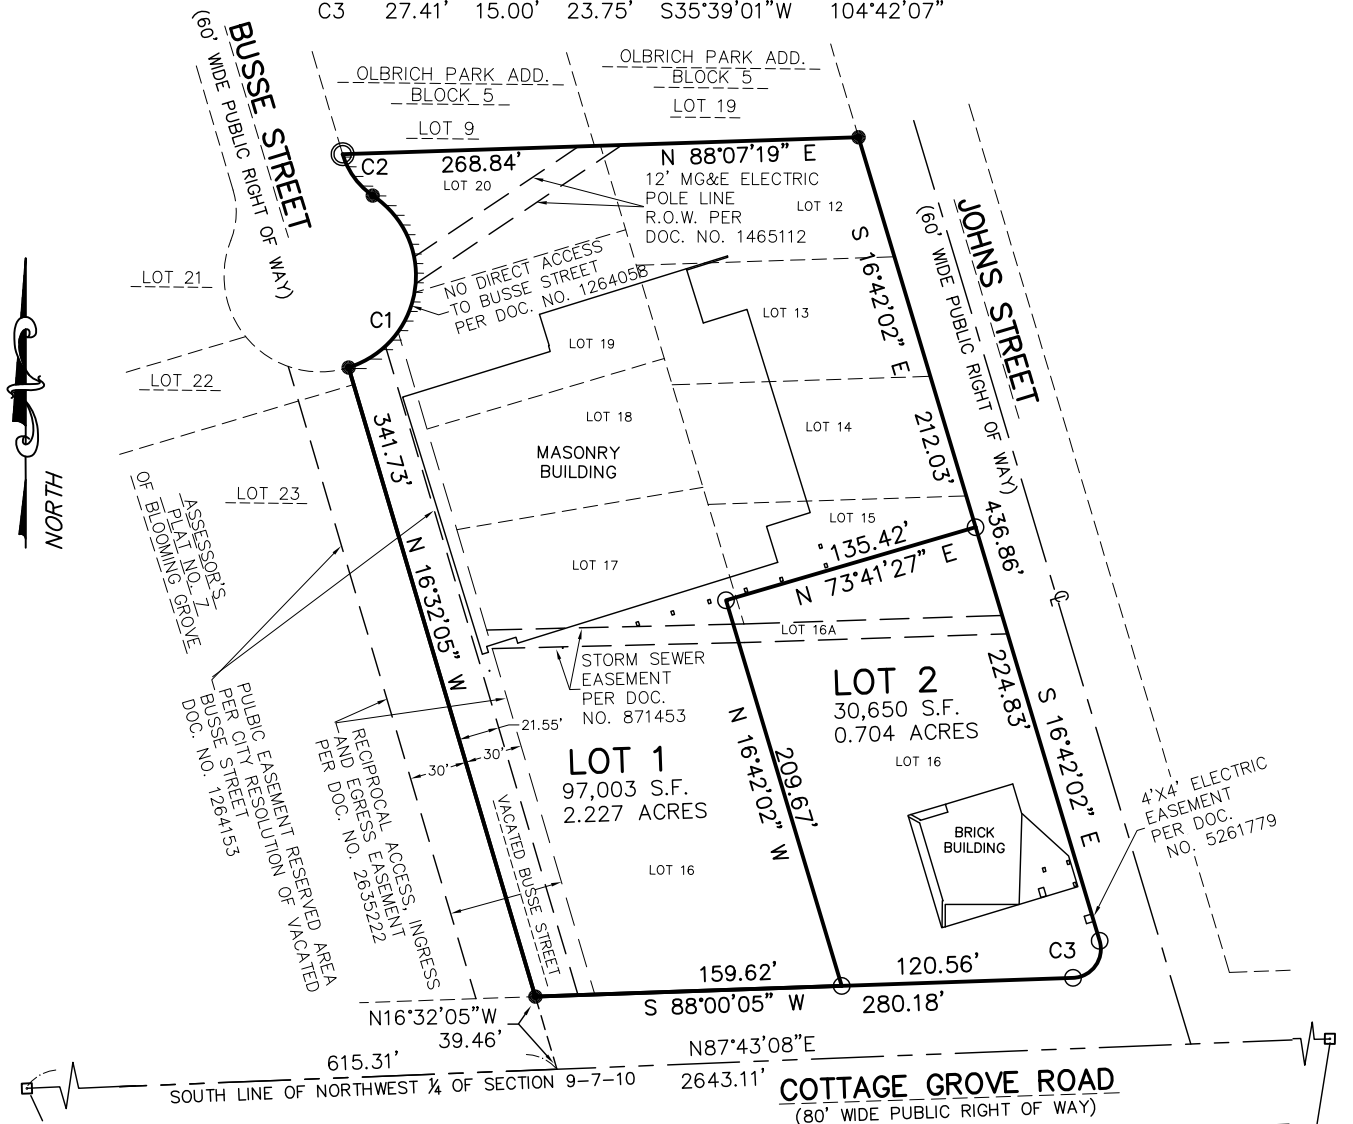 C3 27.41' 15.00' 23.75' S35°39'01"W 104°42'07"
BUSSE STREET
(60' WIDE PUBLIC RIGHT OF WAY)
OLBRICH PARK ADD.
BLOCK 5
LOT 9
OLBRICH PARK ADD.
BLOCK 5
LOT 19
C2
268.84'
N 88°07'19" E
LOT 20
12' MG&E ELECTRIC
POLE LINE
R.O.W. PER
DOC. NO. 1465112
LOT 12
JOHNS STREET
(60' WIDE PUBLIC RIGHT OF WAY)
S 16°42'02" E
212.03'
436.86'
LOT 21
NO DIRECT ACCESS
TO BUSSE STREET
PER DOC. NO. 1264058
C1
LOT 13
LOT 19
LOT 22
LOT 18
LOT 14
MASONRY
BUILDING
341.73'
N 16°32'05" W
LOT 23
ASSESSOR'S
PLAT NO. 7
OF BLOOMING GROVE
LOT 15
135.42'
N 73°41'27" E
LOT 17
NORTH
LOT 16A
STORM SEWER
EASEMENT
PER DOC.
NO. 871453
LOT 2
30,650 S.F.
0.704 ACRES
LOT 16
224.83'
S 16°42'02" E
PULBIC EASEMENT RESERVED AREA
PER CITY RESOLUTION OF VACATED
BUSSE STREET
DOC. NO. 1264153
RECIPROCAL ACCESS, INGRESS
AND EGRESS EASEMENT
PER DOC. NO. 2635222
21.55'
30'
30'
LOT 1
97,003 S.F.
2.227 ACRES
LOT 16
N 16°42'02" W
209.67'
VACATED BUSSE STREET
BRICK
BUILDING
4'X4' ELECTRIC
EASEMENT
PER DOC.
NO. 5261779
C3
159.62'
120.56'
S 88°00'05" W
280.18'
N16°32'05"W
39.46'
615.31'
N87°43'08"E
SOUTH LINE OF NORTHWEST ¼ OF SECTION 9-7-10
2643.11'
COTTAGE GROVE ROAD
(80' WIDE PUBLIC RIGHT OF WAY)